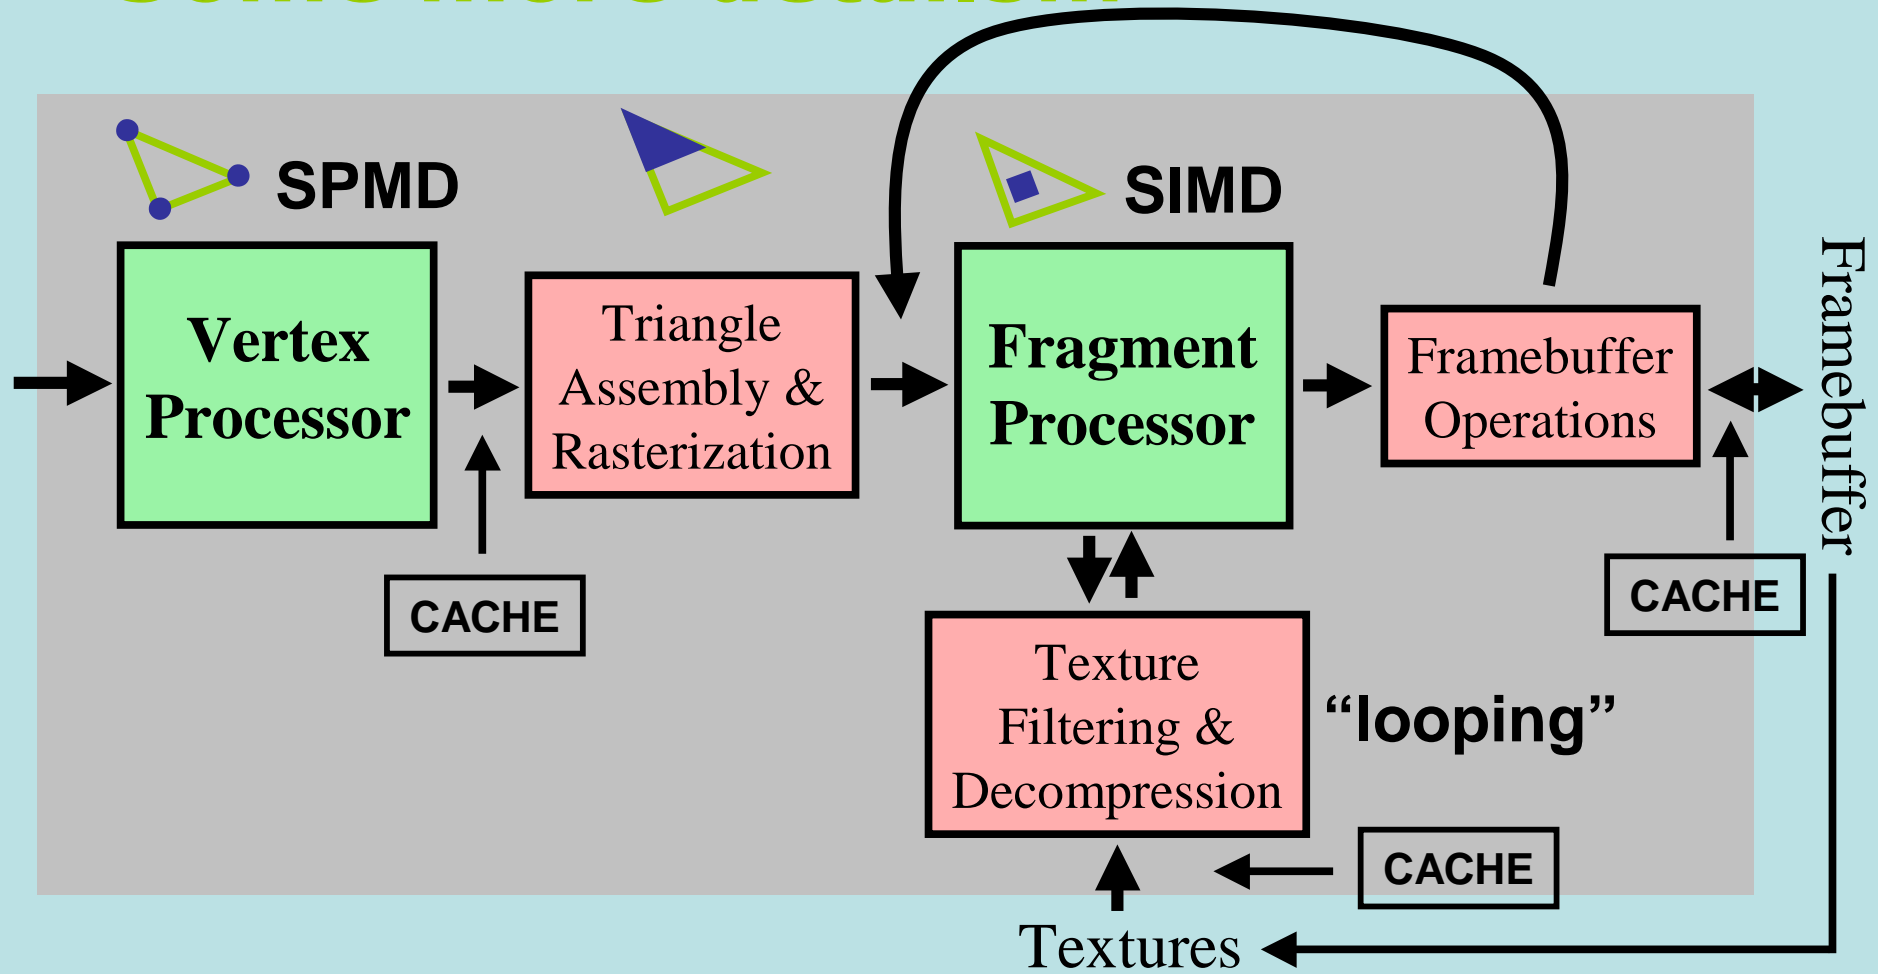 SPMD
SIMD
Vertex
Processor
Triangle
Assembly &
Rasterization
Fragment
Processor
Framebuffer
Operations
Framebuffer
CACHE
CACHE
Texture
Filtering &
Decompression
“looping”
CACHE
Textures